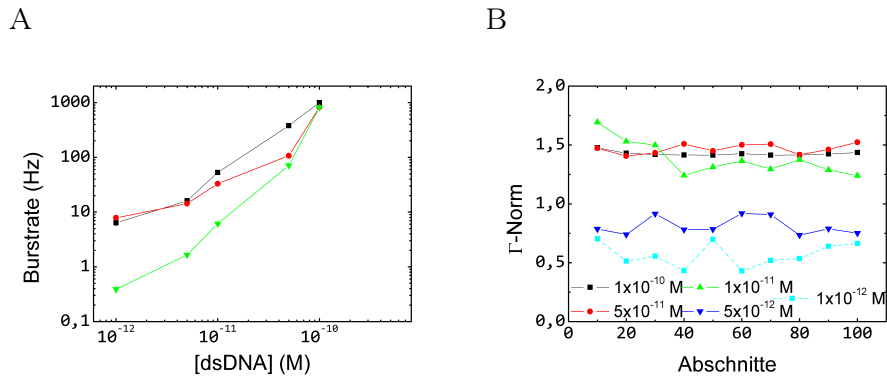 A
B
1000
100
10
1
0,1
10-12
10-11
10-10
Burstrate (Hz)
[dsDNA] (M)
2,0
1,5
1,0
0,5
0,0
0
20
40
60
80
100
Γ-Norm
Abschnitte
1x10-10 M
1x10-11 M
1x10-12 M
5x10-11 M
5x10-12 M